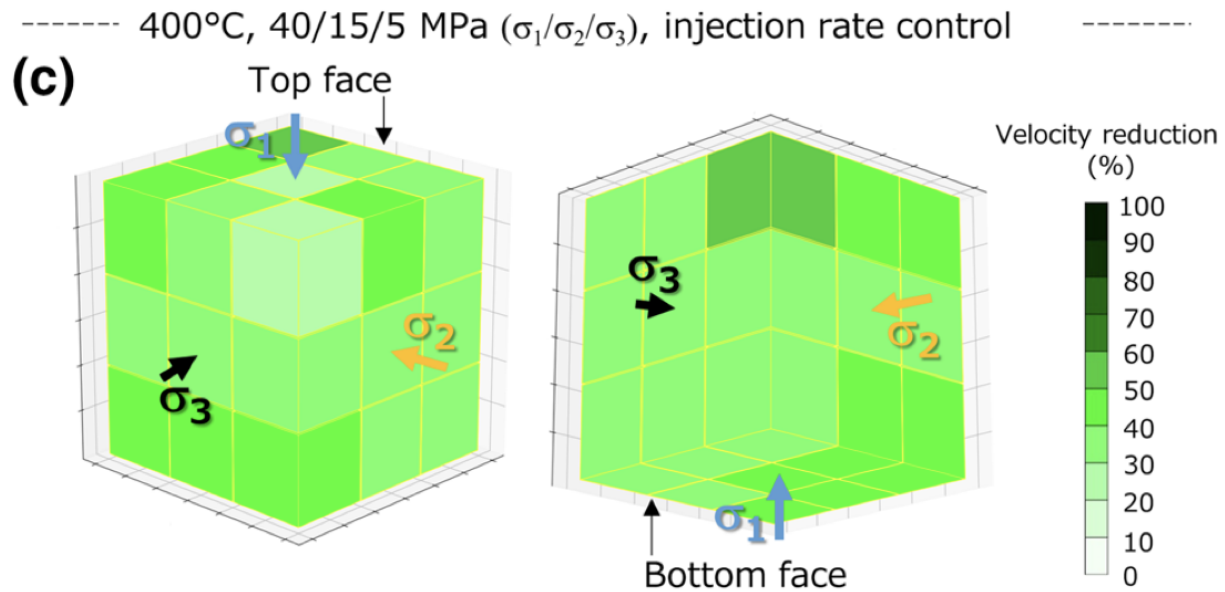 400°C, 40/15/5 MPa (σ1/σ2/σ3), injection rate control
(c)
Top face
σ1
σ2
σ3
σ3
σ2
σ1
Bottom face
Velocity reduction
(%)
100
90
80
70
60
50
40
30
20
10
0